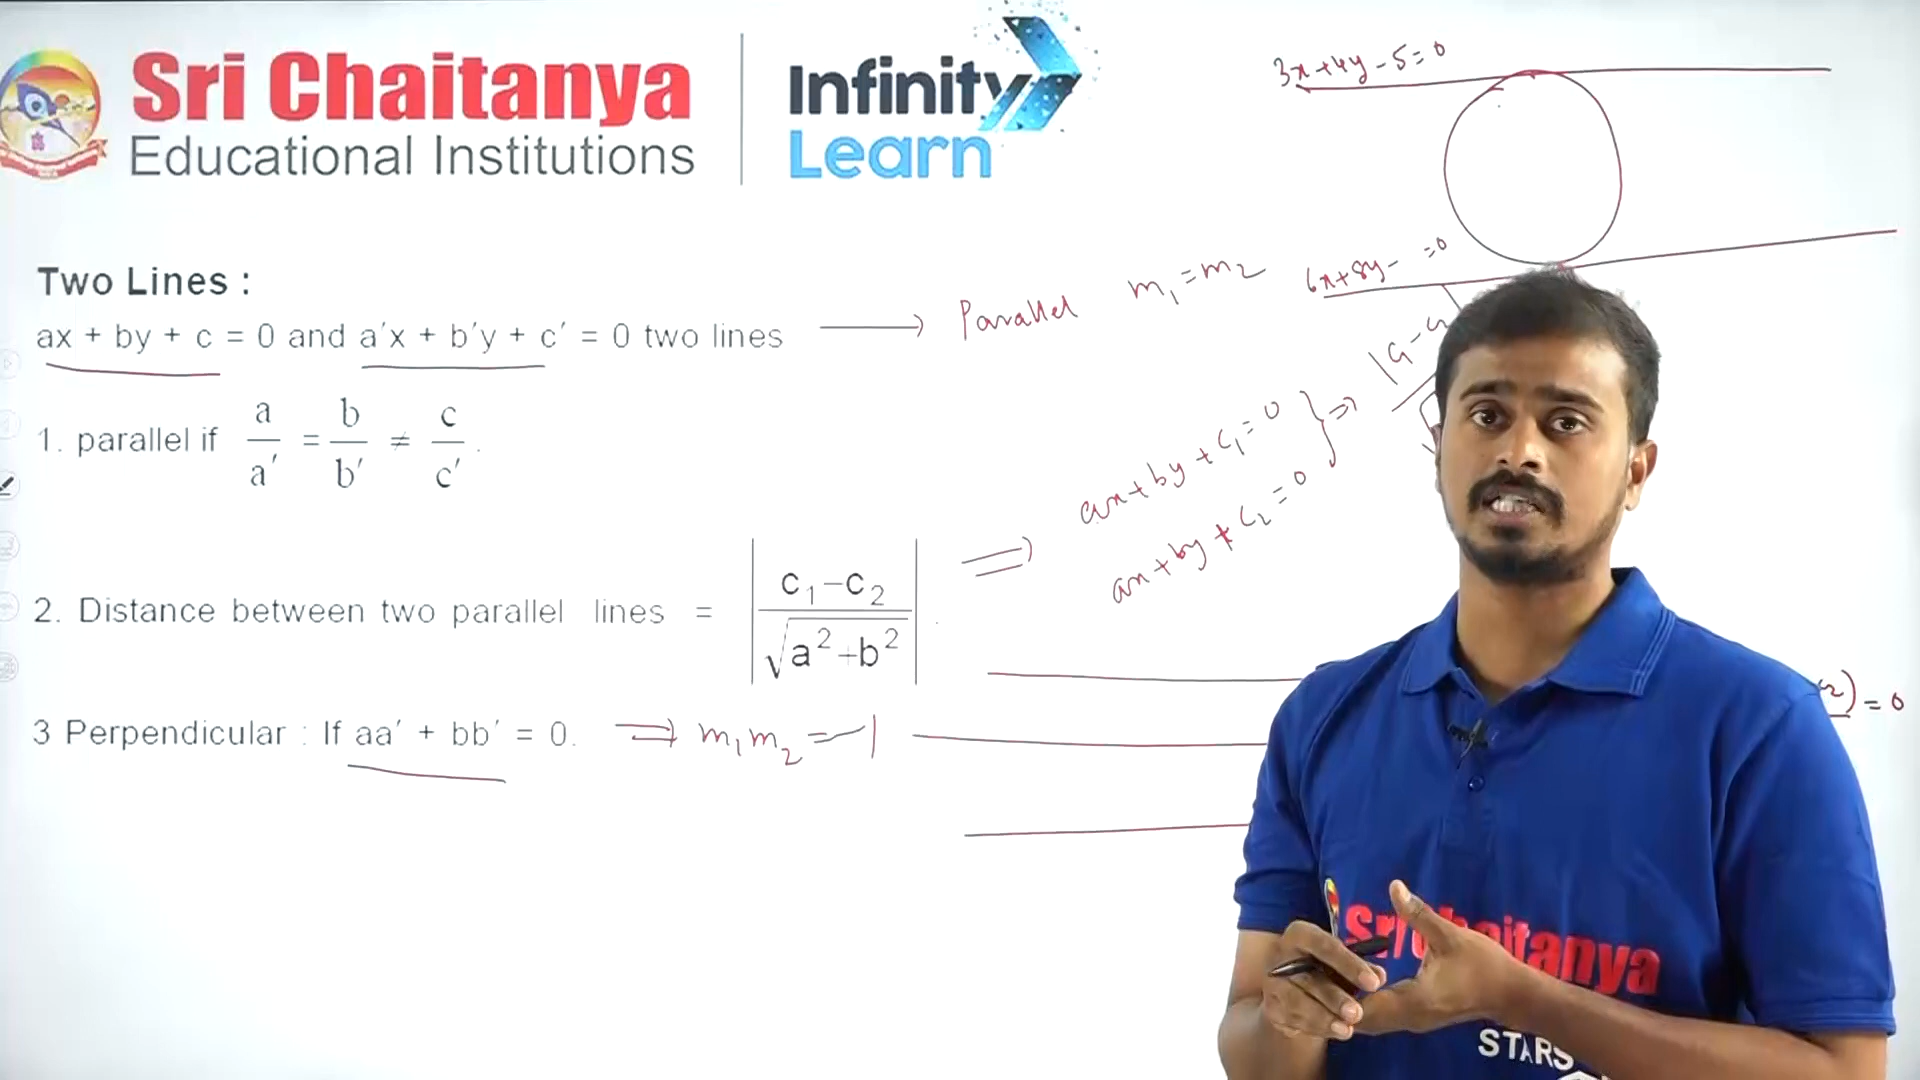 Sri Chaitanya
Educational Institutions
Infinity
Learn
3x+4y-5=0
Two Lines :
ax + by + c = 0 and a′x + b′y + c′ = 0 two lines
Parallel m₁=m₂
6x+8y- =0
1. parallel if a/a′ = b/b′ ≠ c/c′.
ax+by+c₁=0
ax+by+c₂=0
} ⇒
2. Distance between two parallel lines = |c₁-c₂/√a²+b²|.
⇒
3 Perpendicular : If aa′ + bb′ = 0. ⇒ m₁m₂=-1
) = 0
Sri Chaitanya
STARS